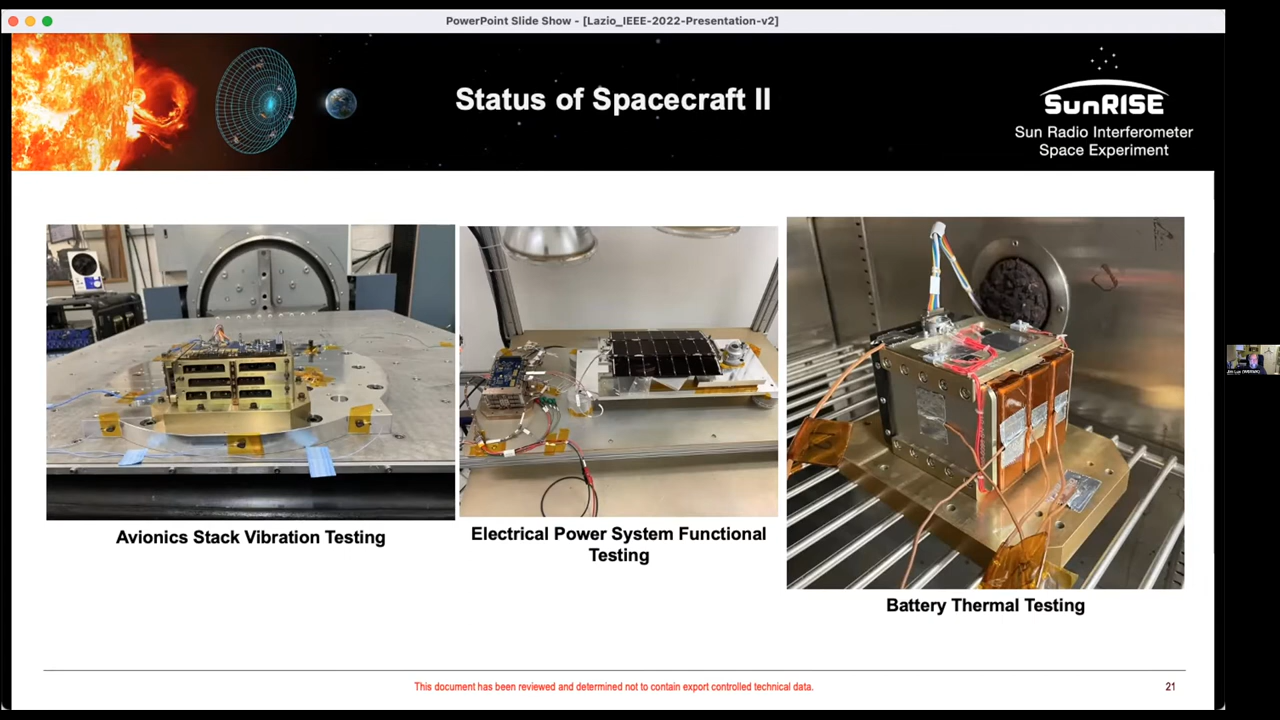 PowerPoint Slide Show - [Lazio_IEEE-2022-Presentation-v2]
Status of Spacecraft II
SunRISE
Sun Radio Interferometer
Space Experiment
Avionics Stack Vibration Testing
Electrical Power System Functional
Testing
Battery Thermal Testing
This document has been reviewed and determined not to contain export controlled technical data.
21